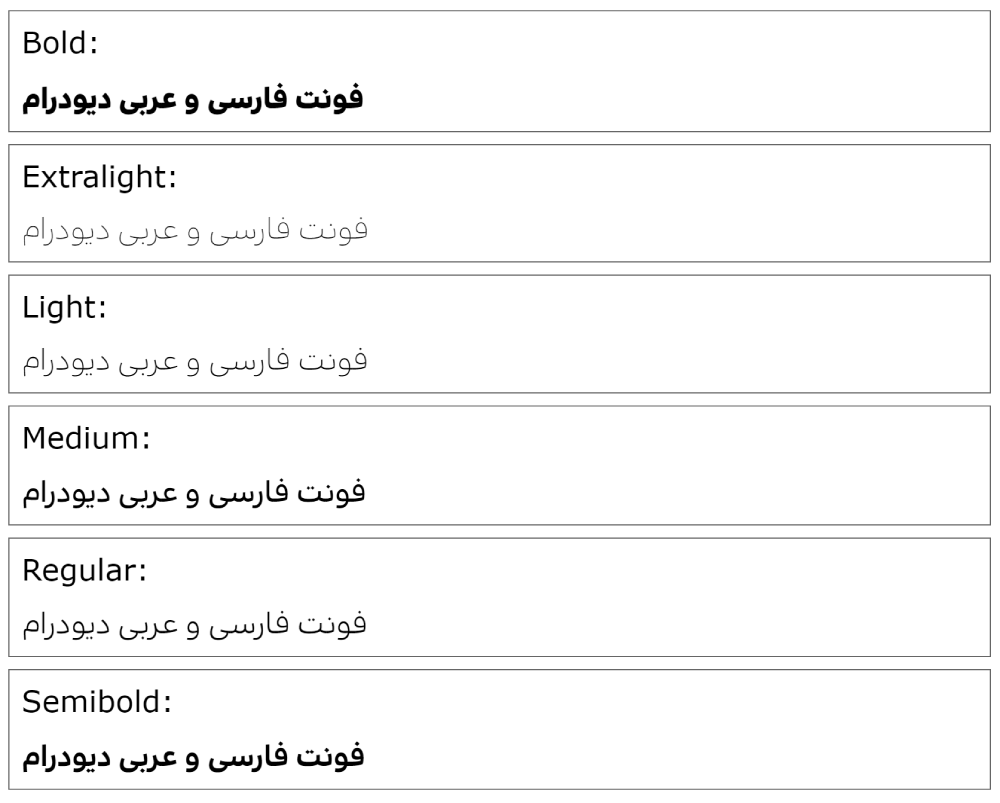 Bold:
فونت فارسی و عربی دیودرام
Extralight:
فونت فارسی و عربی دیودرام
Light:
فونت فارسی و عربی دیودرام
Medium:
فونت فارسی و عربی دیودرام
Regular:
فونت فارسی و عربی دیودرام
Semibold:
فونت فارسی و عربی دیودرام